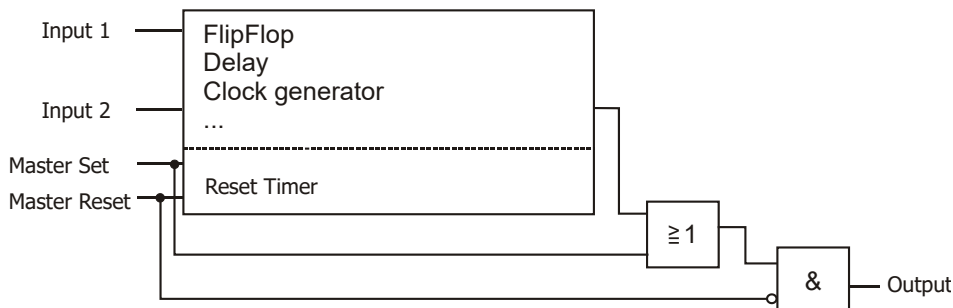 Input 1
FlipFlop
Delay
Clock generator
Input 2
...
Master Set
Master Reset
Reset Timer
≧1
&
Output